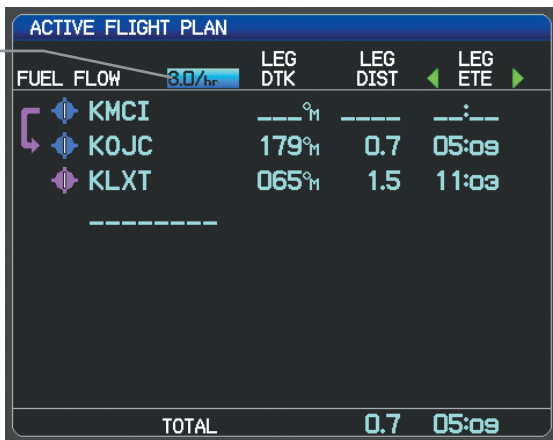 ACTIVE FLIGHT PLAN
FUEL FLOW 3.0/hr LEG DTK LEG DIST LEG ETE
KMCI ___°M ____ __:__
KOJC 179°M 0.7 05:09
KLXT 065°M 1.5 11:03
________
TOTAL 0.7 05:09